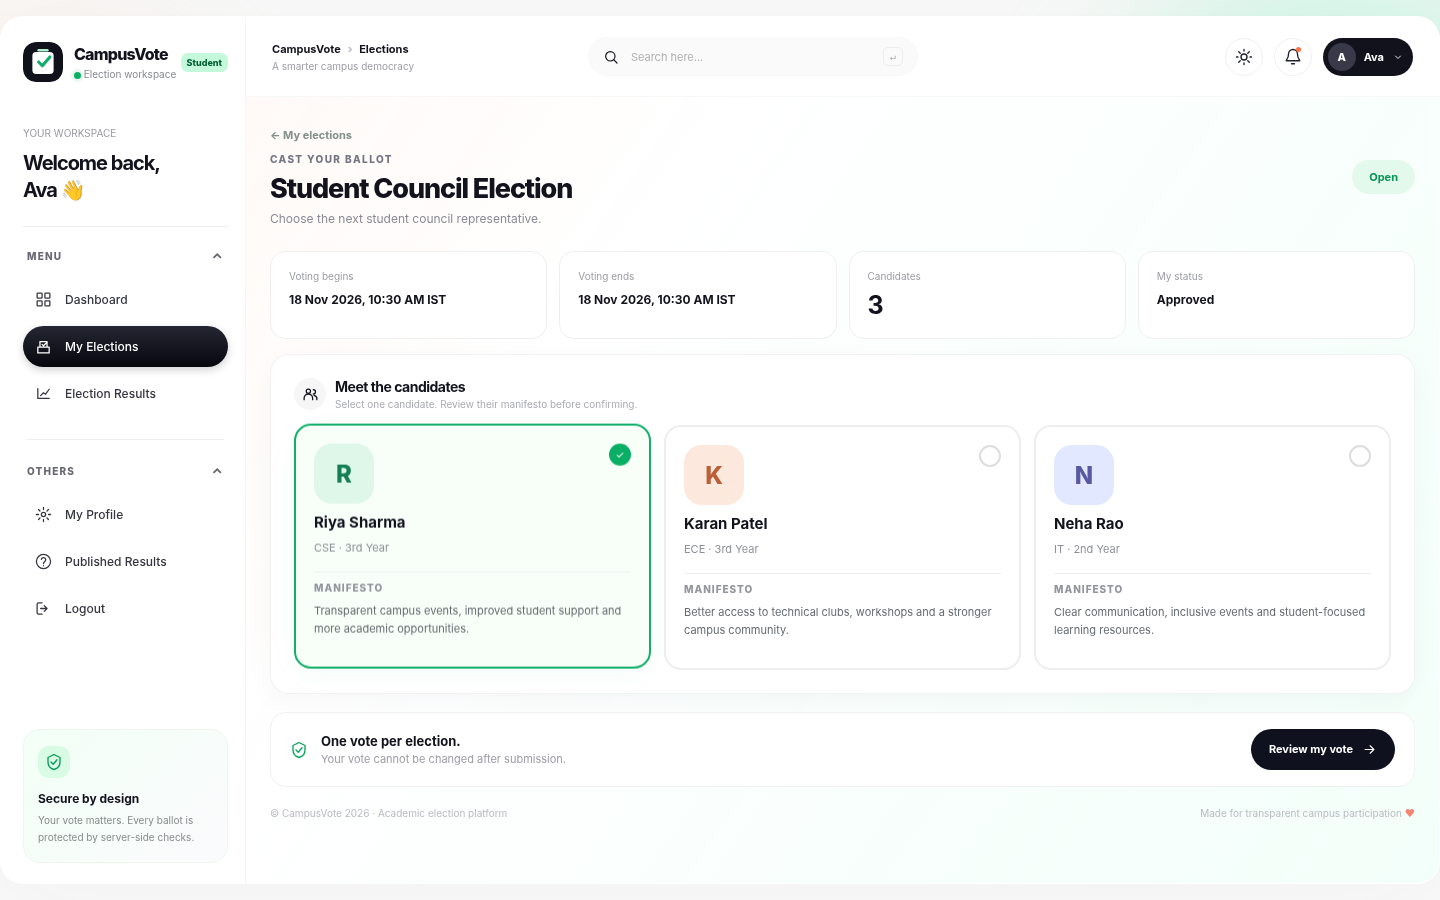 CampusVote
Election workspace
Student
YOUR WORKSPACE
Welcome back,
Ava 👋
MENU
Dashboard
My Elections
Election Results
OTHERS
My Profile
Published Results
Logout
Secure by design
Your vote matters. Every ballot is
protected by server-side checks.
CampusVote › Elections
A smarter campus democracy
Search here...
↵
A Ava
← My elections
CAST YOUR BALLOT
Student Council Election
Choose the next student council representative.
Open
Voting begins
18 Nov 2026, 10:30 AM IST
Voting ends
18 Nov 2026, 10:30 AM IST
Candidates
3
My status
Approved
Meet the candidates
Select one candidate. Review their manifesto before confirming.
R
Riya Sharma
CSE · 3rd Year
MANIFESTO
Transparent campus events, improved student support and
more academic opportunities.
K
Karan Patel
ECE · 3rd Year
MANIFESTO
Better access to technical clubs, workshops and a stronger
campus community.
N
Neha Rao
IT · 2nd Year
MANIFESTO
Clear communication, inclusive events and student-focused
learning resources.
One vote per election.
Your vote cannot be changed after submission.
Review my vote →
© CampusVote 2026 · Academic election platform
Made for transparent campus participation ♥